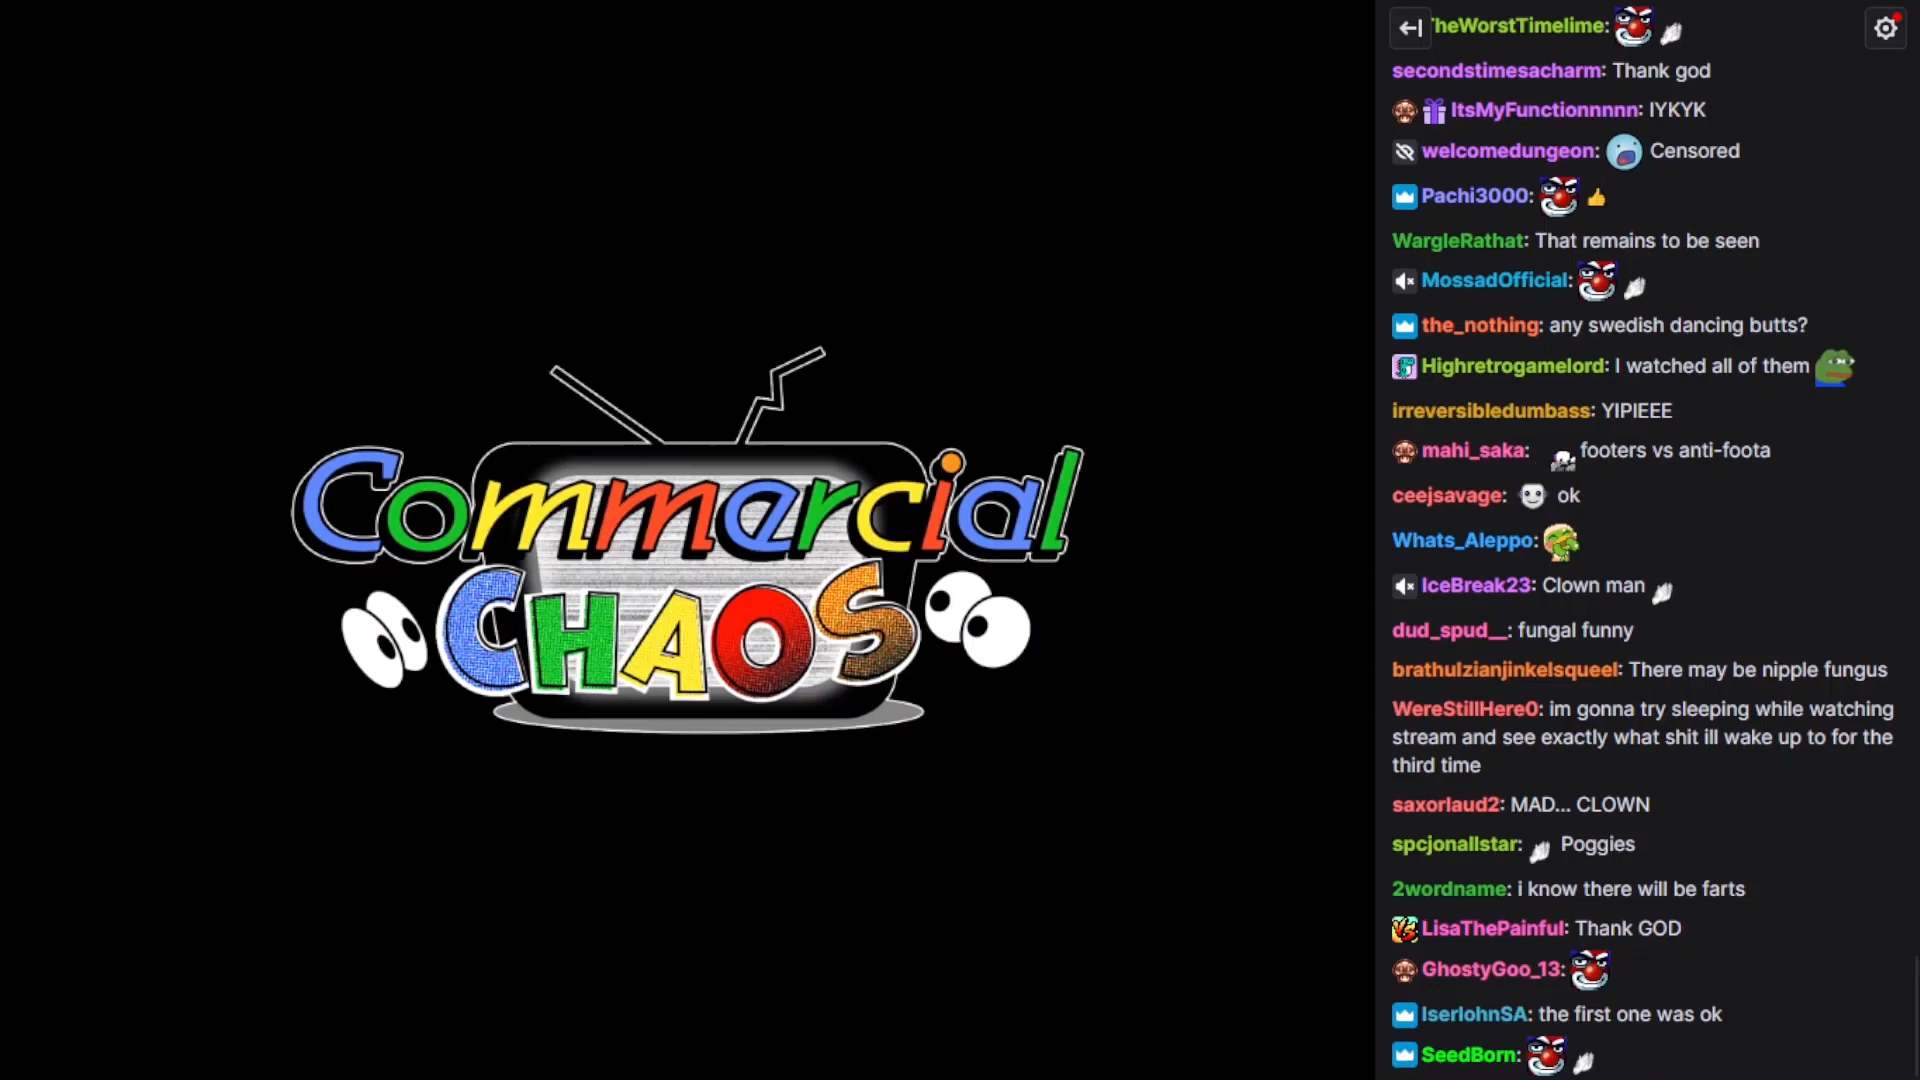 Commercial
CHAOS
TheWorstTimelime:
secondstimesacharm: Thank god
ItsMyFunctionnnnn: IYKYK
welcomedungeon: Censored
Pachi3000:
WargleRathat: That remains to be seen
MossadOfficial:
the_nothing: any swedish dancing butts?
Highretrogamelord: I watched all of them
irreversibledumbass: YIPIEEE
mahi_saka: footers vs anti-foota
ceejsavage: ok
Whats_Aleppo:
IceBreak23: Clown man
dud_spud__: fungal funny
brathulzianjinkelsqueel: There may be nipple fungus
WereStillHere0: im gonna try sleeping while watching
stream and see exactly what shit ill wake up to for the
third time
saxorlaud2: MAD... CLOWN
spcjonallstar: Poggies
2wordname: i know there will be farts
LisaThePainful: Thank GOD
GhostyGoo_13:
IserlohnSA: the first one was ok
SeedBorn: